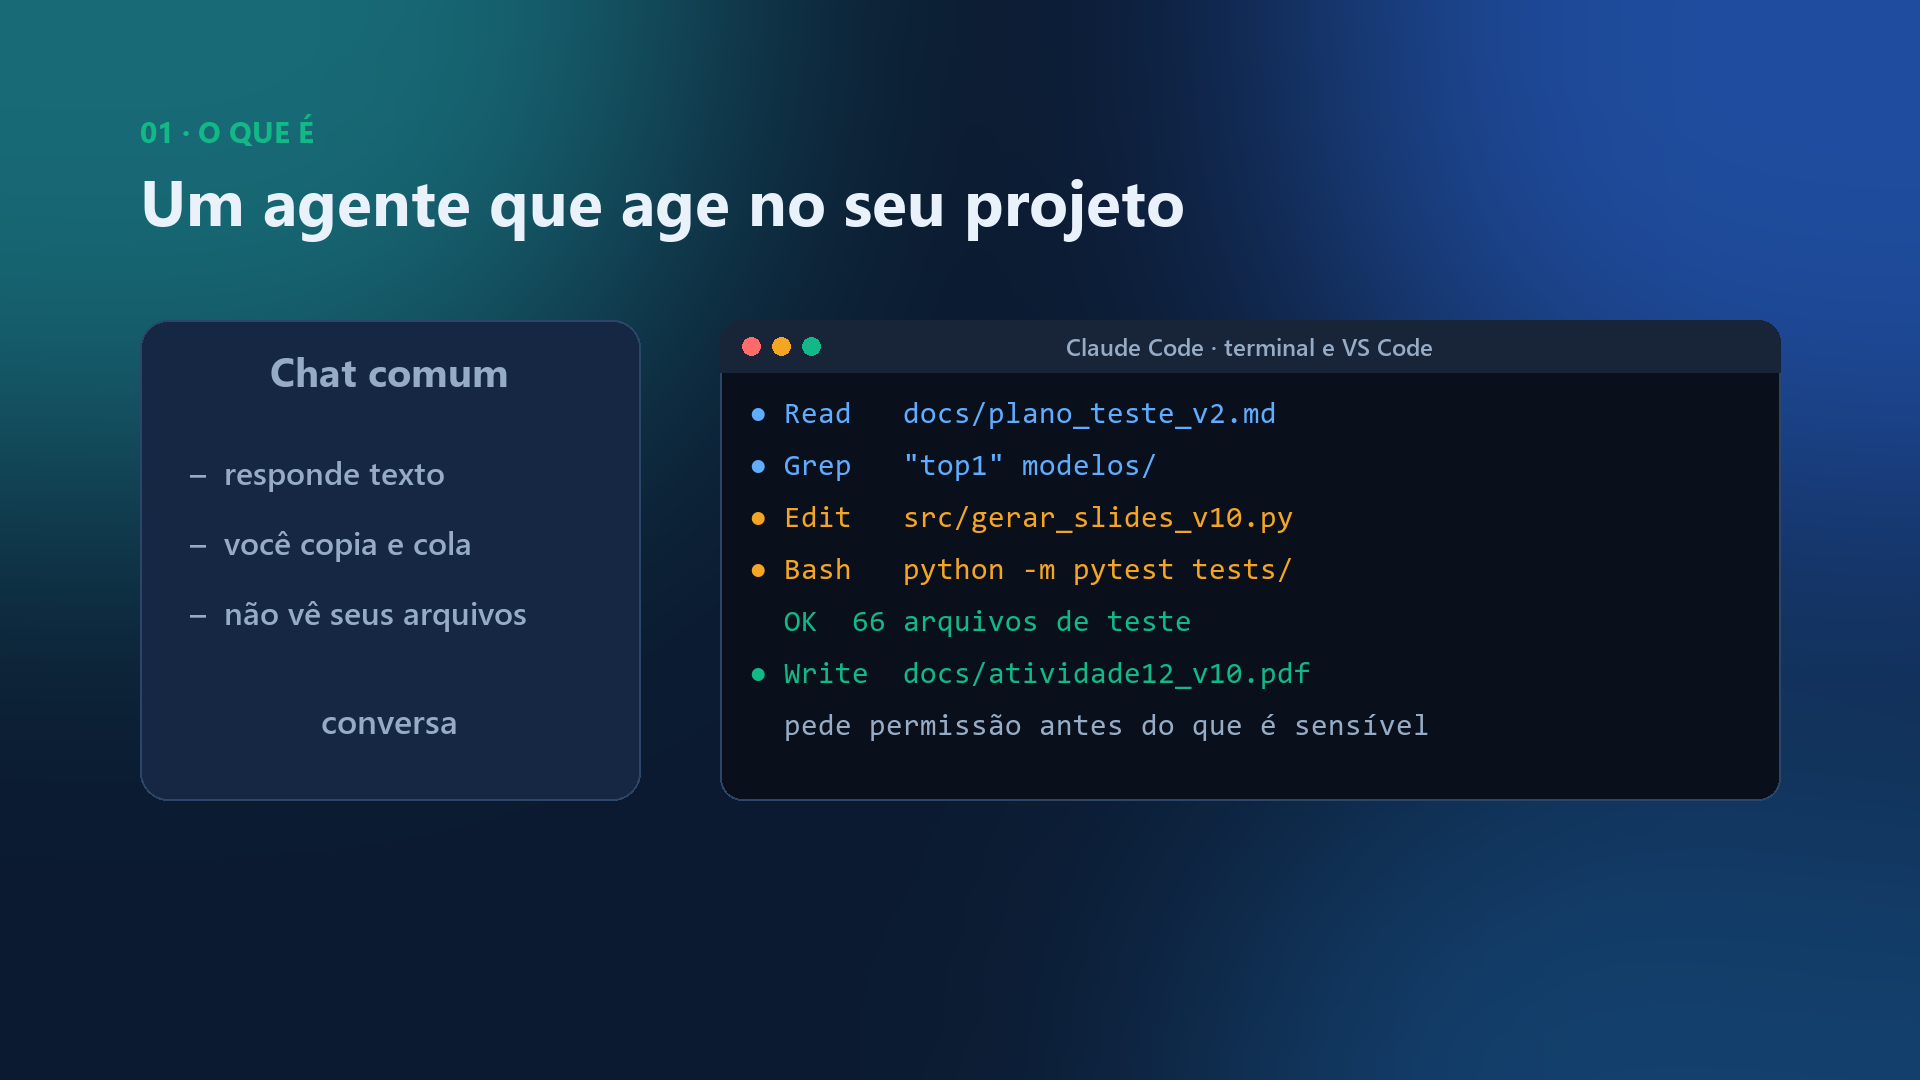 01 · O QUE É
Um agente que age no seu projeto
Chat comum
– responde texto
– você copia e cola
– não vê seus arquivos
conversa
Claude Code · terminal e VS Code
● Read docs/plano_teste_v2.md
● Grep "top1" modelos/
● Edit src/gerar_slides_v10.py
● Bash python -m pytest tests/
OK 66 arquivos de teste
● Write docs/atividade12_v10.pdf
pede permissão antes do que é sensível